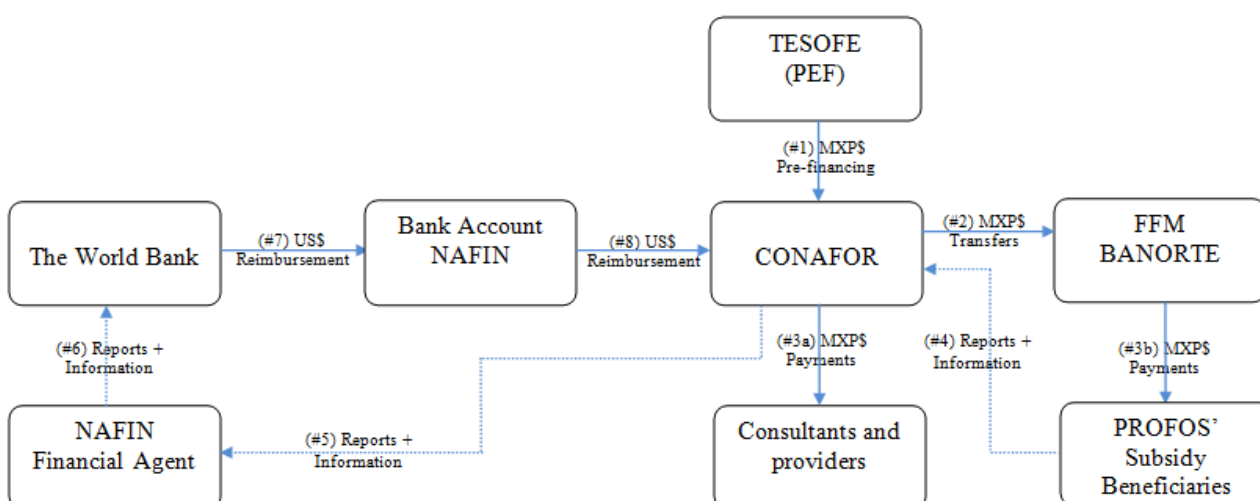 TESOFE
(PEF)
(#1) MXP$
Pre-financing
The World Bank
(#7) US$
Reimbursement
Bank Account
NAFIN
(#8) US$
Reimbursement
CONAFOR
(#2) MXP$
Transfers
FFM
BANORTE
(#6) Reports +
Information
(#3a) MXP$
Payments
(#4) Reports +
Information
(#3b) MXP$
Payments
NAFIN
Financial Agent
(#5) Reports +
Information
Consultants and
providers
PROFOS’
Subsidy
Beneficiaries